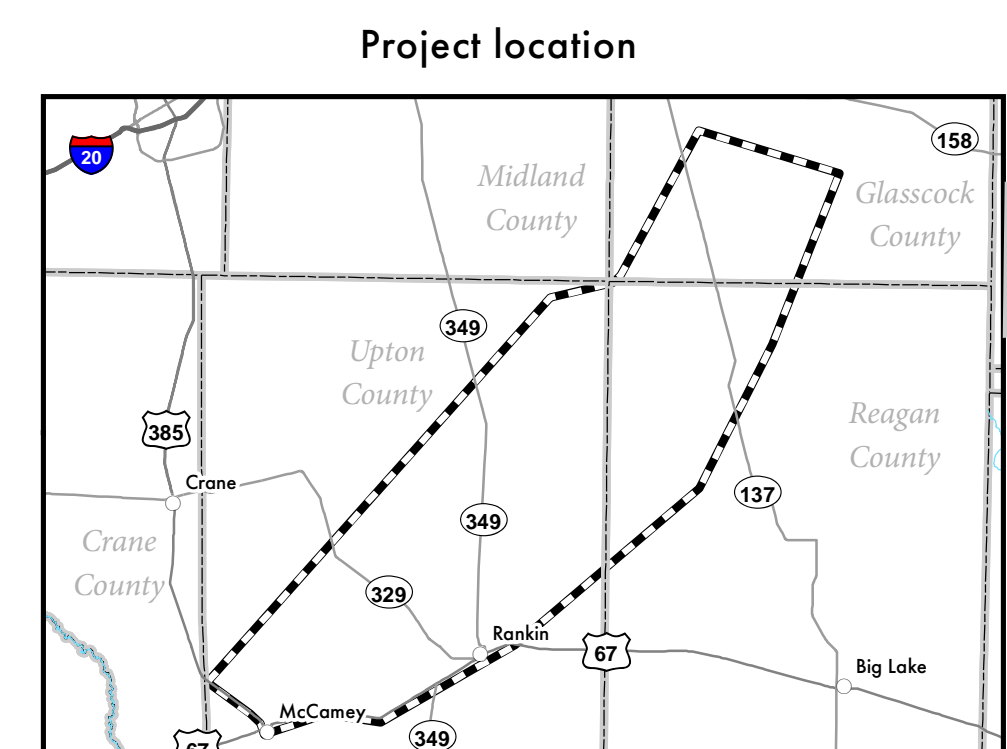 Project location
158
20
Midland
County
Glasscock
County
349
Upton
County
Reagan
County
385
Crane
137
349
Crane
County
329
Rankin
67
Big Lake
McCamey
349
67